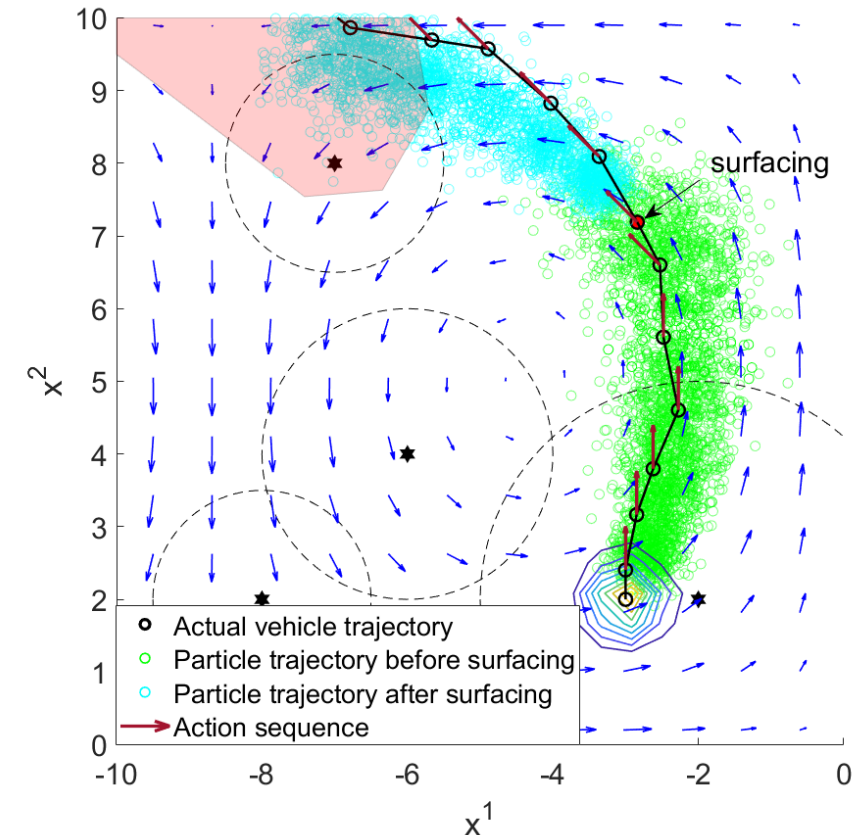 10
9
8
7
6
5
4
3
2
1
0
x2
surfacing
Actual vehicle trajectory
Particle trajectory before surfacing
Particle trajectory after surfacing
Action sequence
-10
-8
-6
-4
-2
0
x1